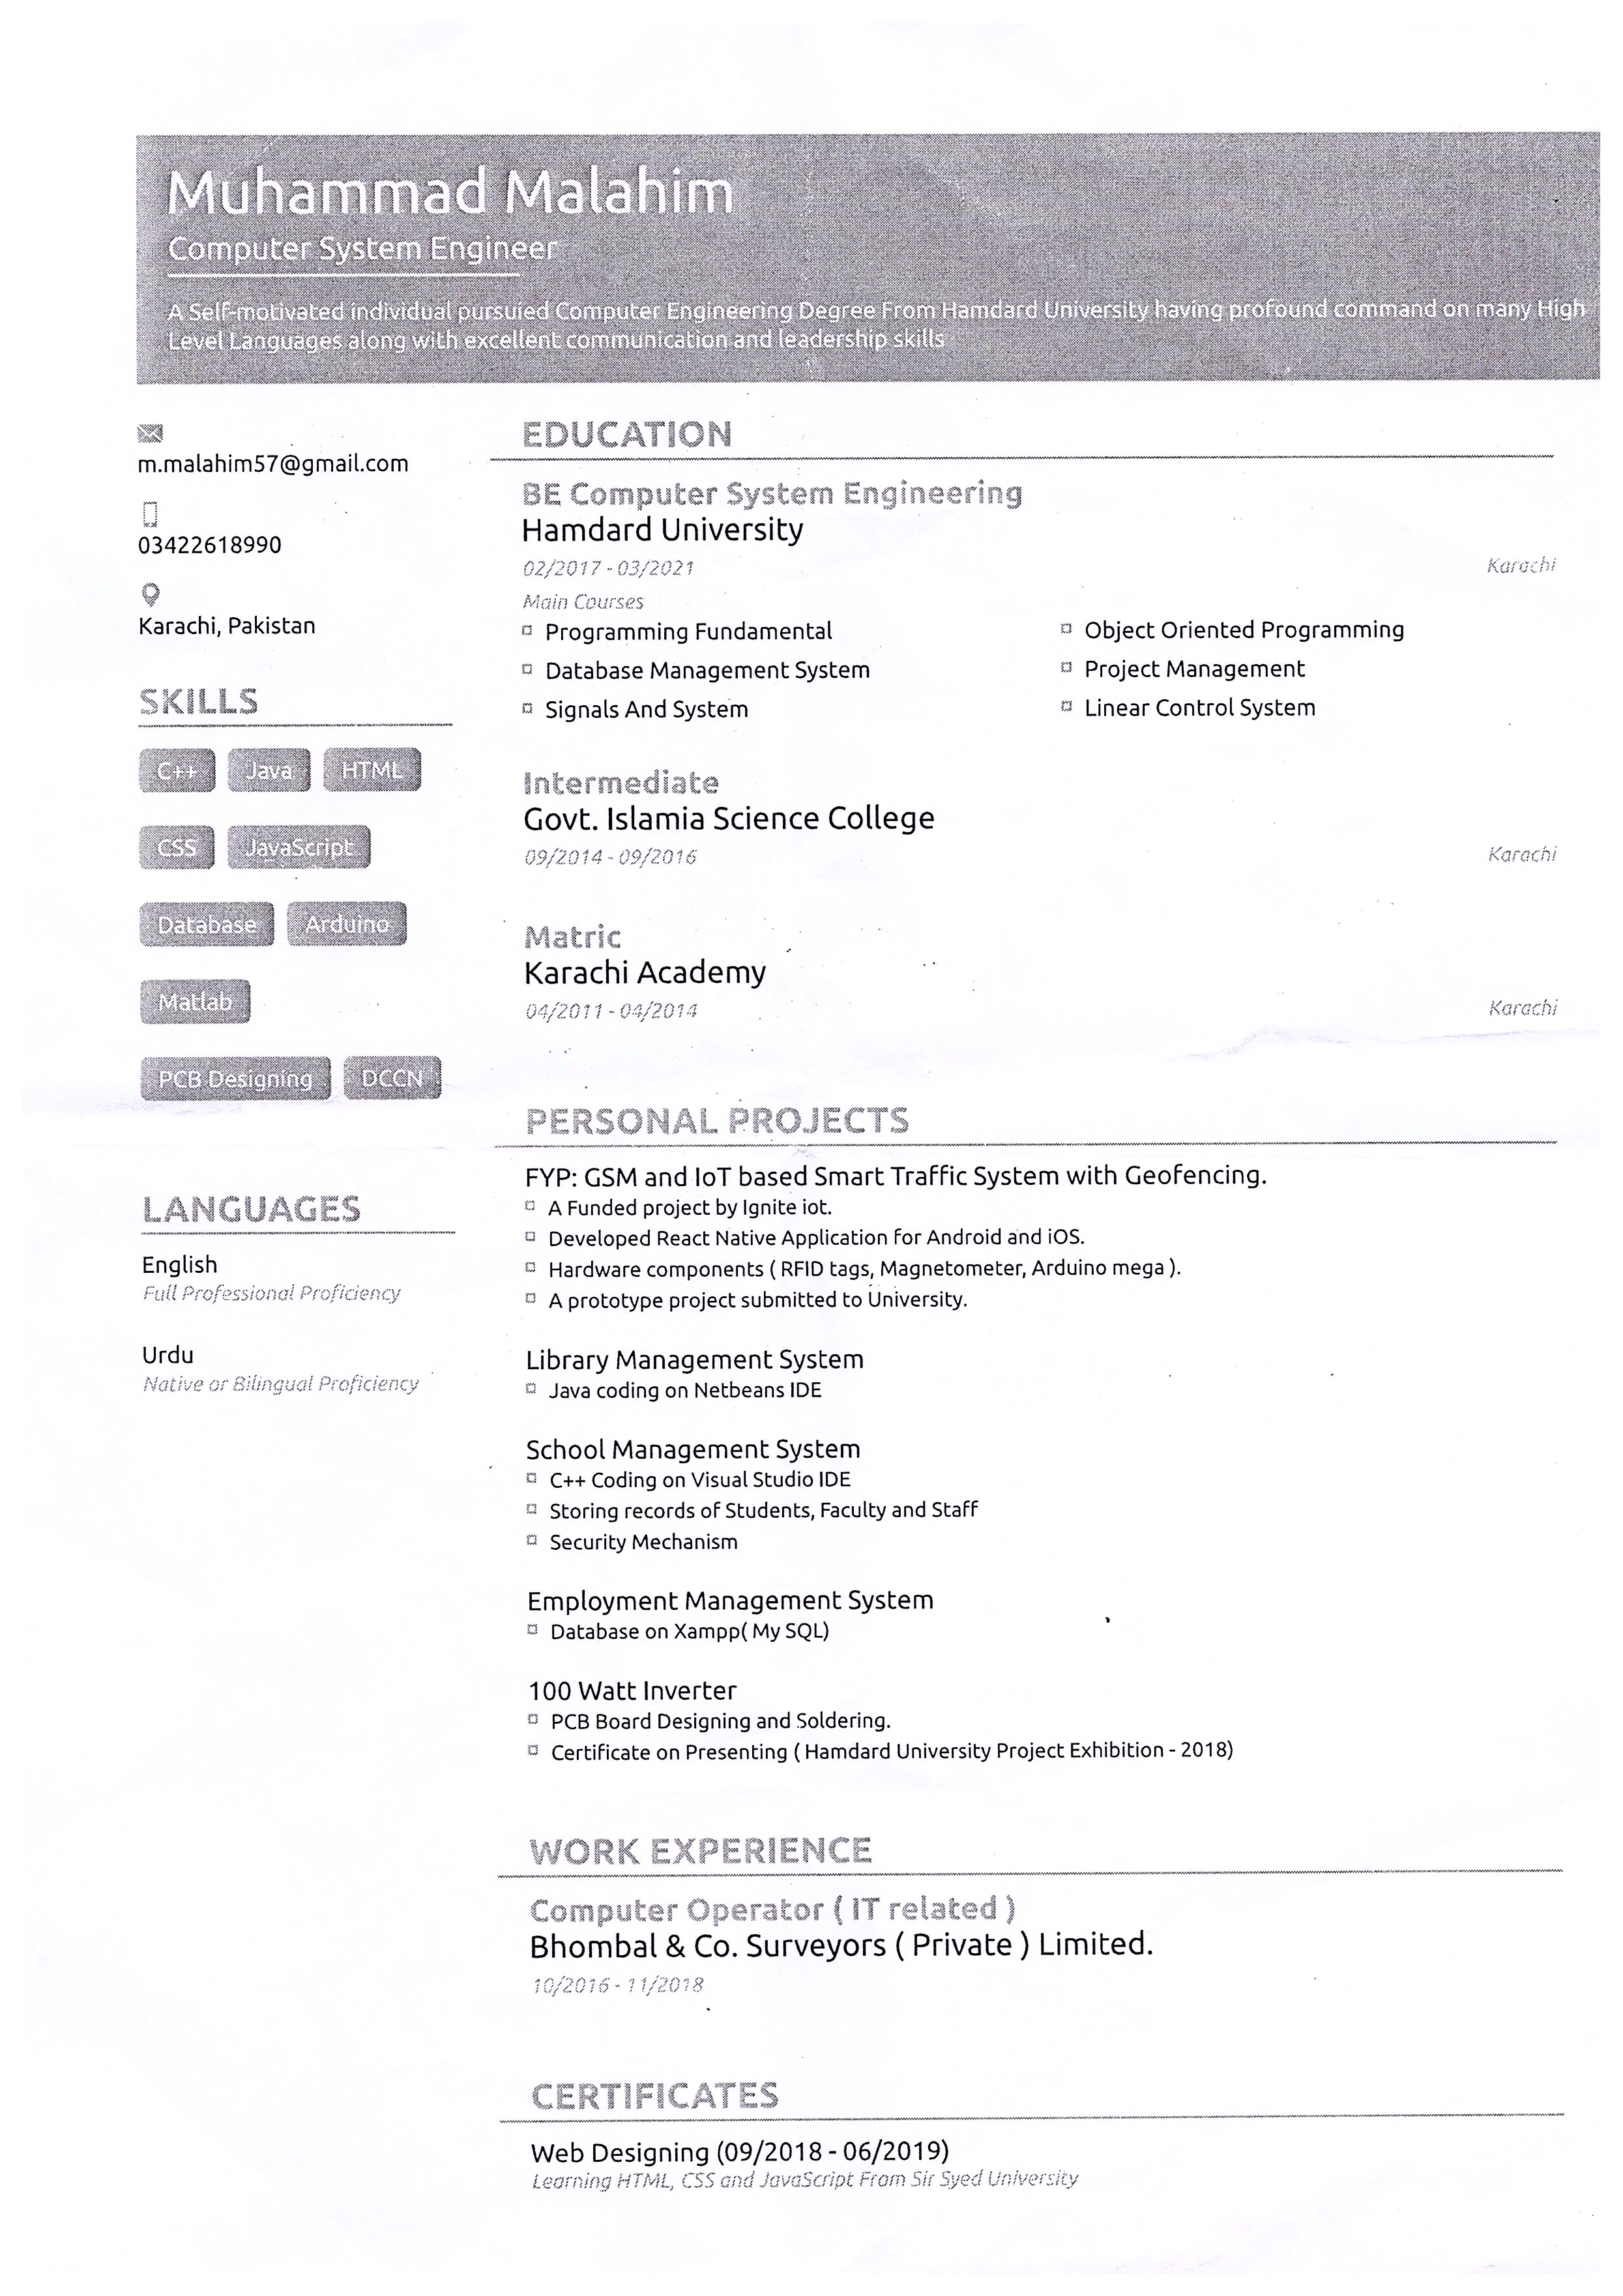 Muhammad Malahim
Computer System Engineer
A Self-motivated individual pursuied Computer Engineering Degree From Hamdard University having profound command on many High
Level Languages along with excellent communication and leadership skills
m.malahim57@gmail.com
03422618990
Karachi, Pakistan
SKILLS
C++ Java HTML
CSS JavaScript
Database Arduino
Matlab
PCB Designing DCCN
LANGUAGES
English
Full Professional Proficiency
Urdu
Native or Bilingual Proficiency
EDUCATION
BE Computer System Engineering
Hamdard University
02/2017 - 03/2021 Karachi
Main Courses
Programming Fundamental Object Oriented Programming
Database Management System Project Management
Signals And System Linear Control System
Intermediate
Govt. Islamia Science College
09/2014 - 09/2016 Karachi
Matric
Karachi Academy
04/2011 - 04/2014 Karachi
PERSONAL PROJECTS
FYP: GSM and IoT based Smart Traffic System with Geofencing.
A Funded project by Ignite iot.
Developed React Native Application for Android and iOS.
Hardware components ( RFID tags, Magnetometer, Arduino mega ).
A prototype project submitted to University.
Library Management System
Java coding on Netbeans IDE
School Management System
C++ Coding on Visual Studio IDE
Storing records of Students, Faculty and Staff
Security Mechanism
Employment Management System
Database on Xampp( My SQL)
100 Watt Inverter
PCB Board Designing and Soldering.
Certificate on Presenting ( Hamdard University Project Exhibition - 2018)
WORK EXPERIENCE
Computer Operator ( IT related )
Bhombal & Co. Surveyors ( Private ) Limited.
10/2016 - 11/2018
CERTIFICATES
Web Designing (09/2018 - 06/2019)
Learning HTML, CSS and JavaScript From Sir Syed University